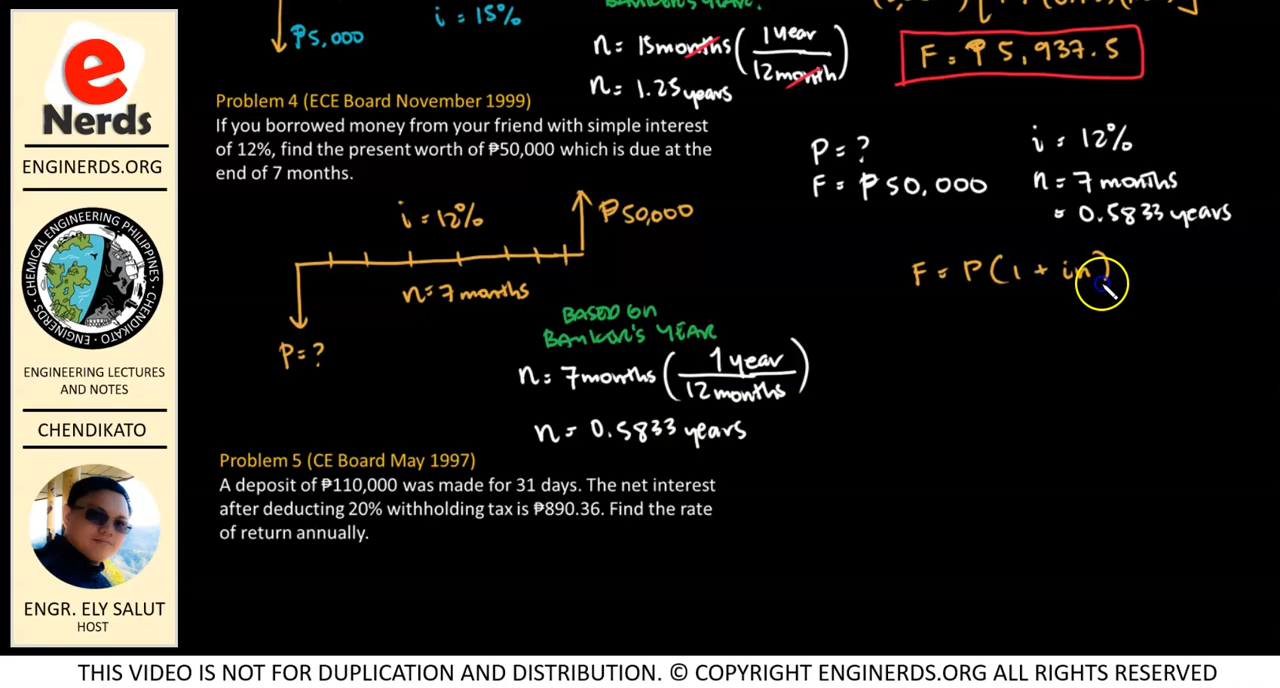 ₱5,000
i = 15%
BANKER'S YEAR.
n = 15 months (1 year / 12 month)
n = 1.25 years
F = ₱ 5,937.5
e
Nerds
ENGINERDS.ORG
CHEMICAL ENGINEERING PHILIPPINES
ENGINERDS CHENDIKATO
ENGINEERING LECTURES
AND NOTES
CHENDIKATO
ENGR. ELY SALUT
HOST
Problem 4 (ECE Board November 1999)
If you borrowed money from your friend with simple interest
of 12%, find the present worth of ₱50,000 which is due at the
end of 7 months.
i = 12%
₱50,000
n = 7 months
P = ?
BASED ON
BANKER'S YEAR
n = 7 months (1 year / 12 months)
n = 0.5833 years
P = ?
F = ₱ 50,000
i = 12%
n = 7 months
= 0.5833 years
F = P (1 + in)
Problem 5 (CE Board May 1997)
A deposit of ₱110,000 was made for 31 days. The net interest
after deducting 20% withholding tax is ₱890.36. Find the rate
of return annually.
THIS VIDEO IS NOT FOR DUPLICATION AND DISTRIBUTION. © COPYRIGHT ENGINERDS.ORG ALL RIGHTS RESERVED